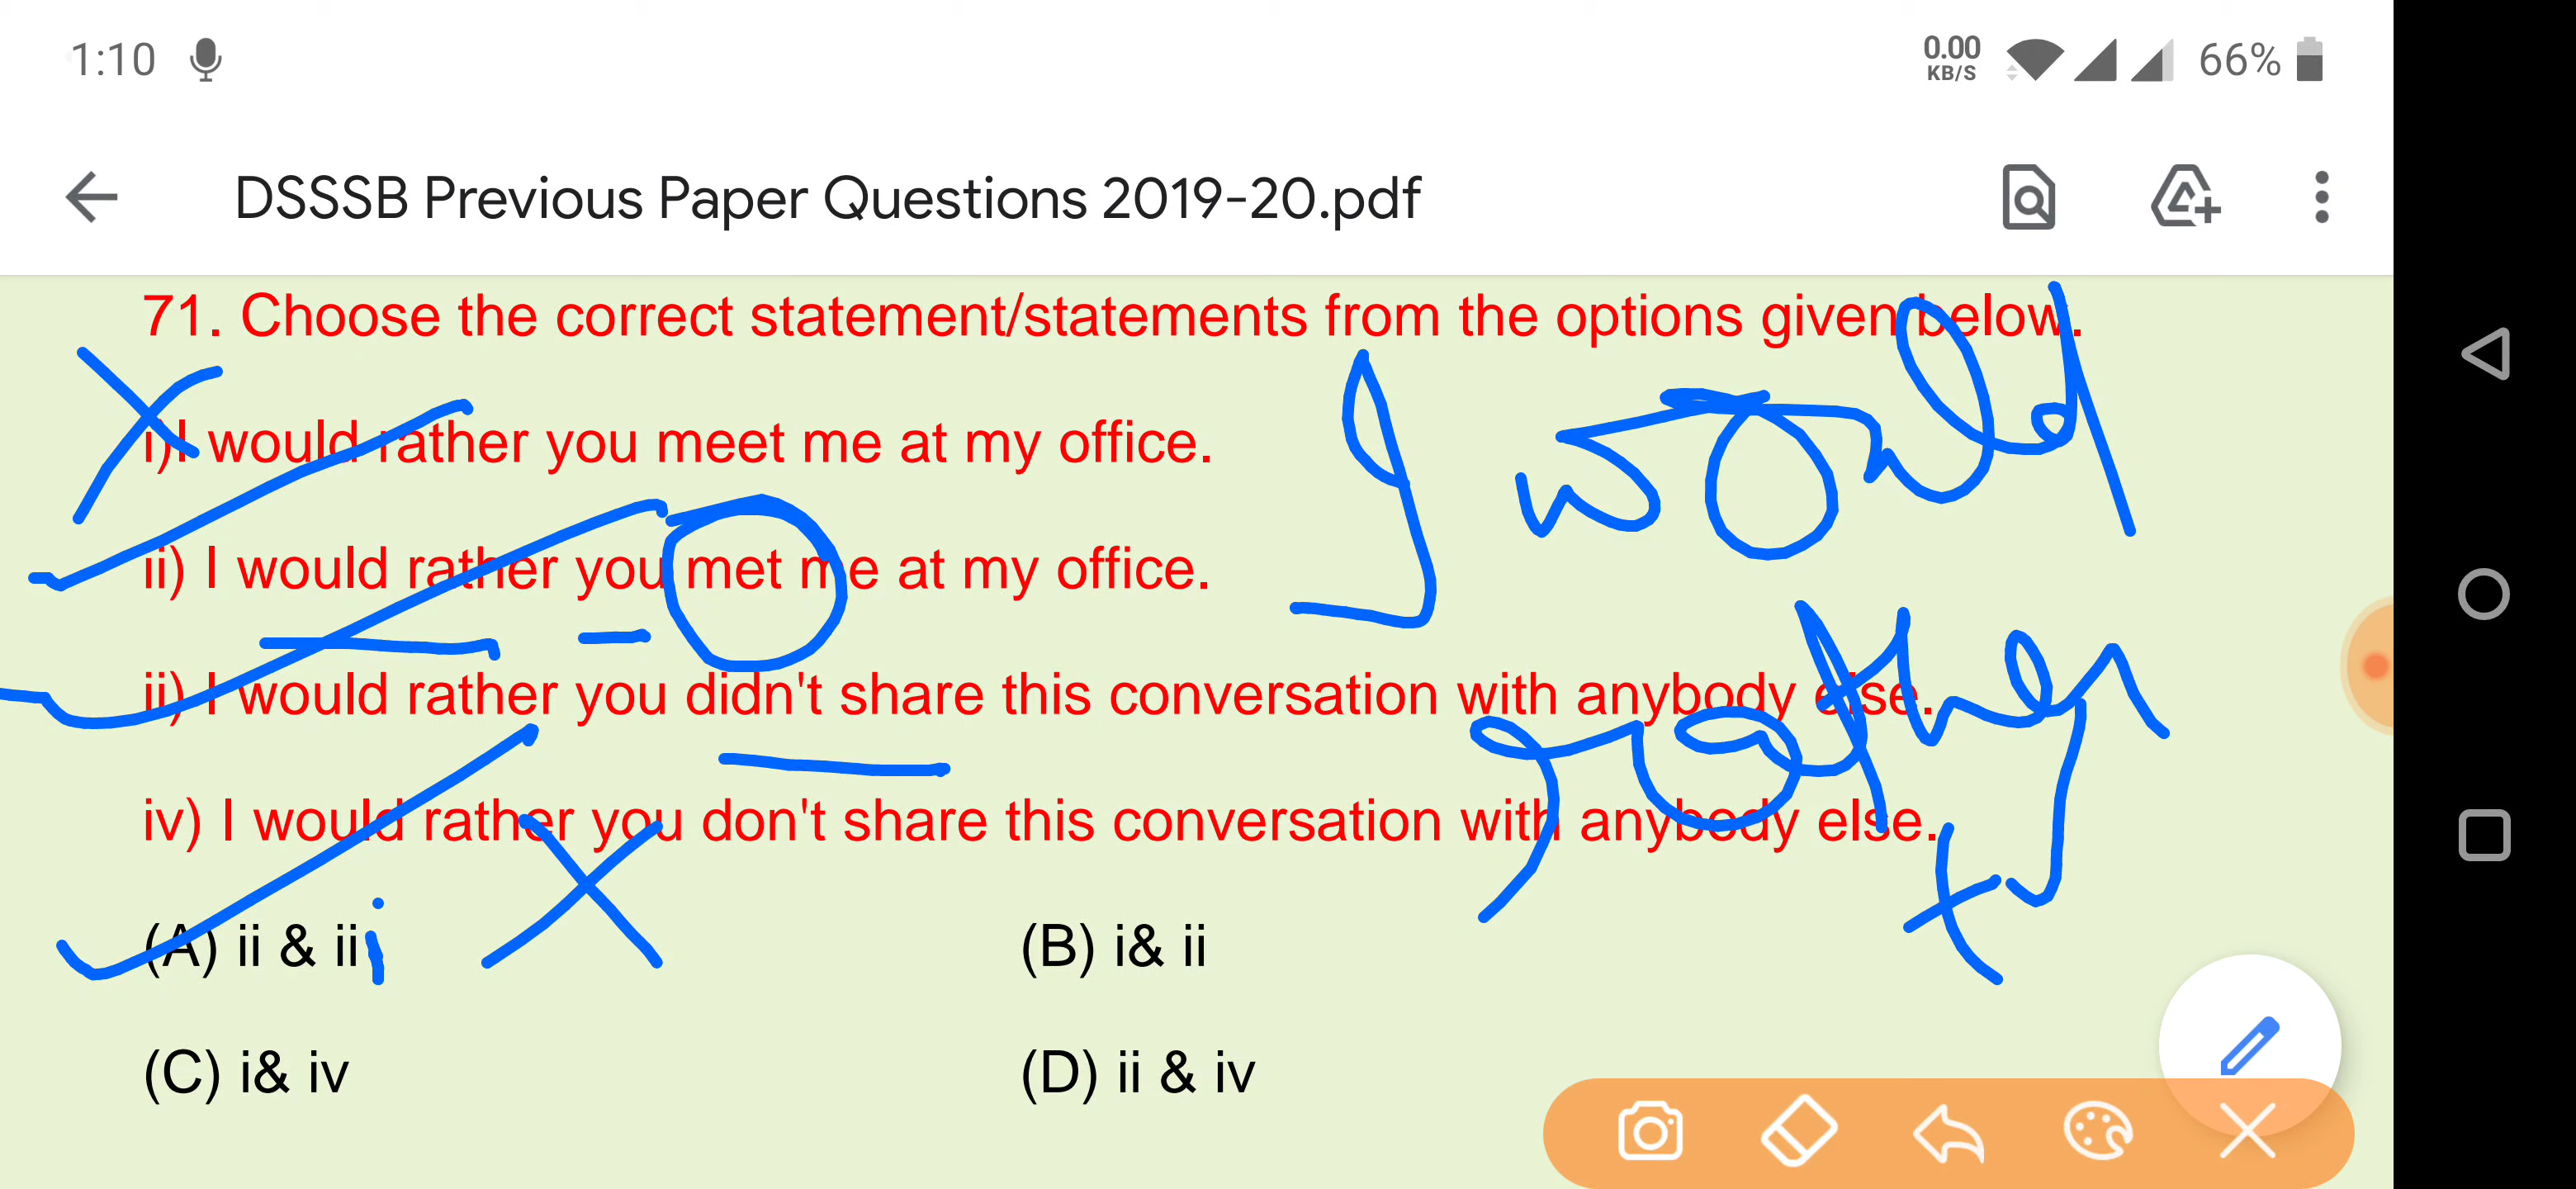 1:10 0.00 KB/S 66%
DSSSB Previous Paper Questions 2019-20.pdf
71. Choose the correct statement/statements from the options given below.
i)I would rather you meet me at my office.
I would
ii) I would rather you met me at my office.
ii) I would rather you didn't share this conversation with anybody else.
rather
iv) I would rather you don't share this conversation with anybody else.
(A) ii & iii (B) i& ii
(C) i& iv (D) ii & iv